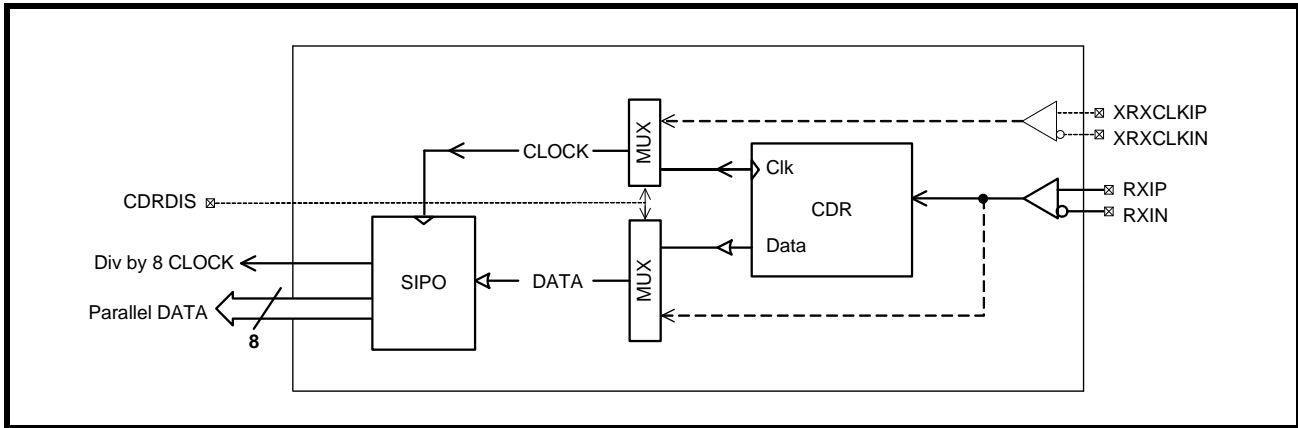 XRXCLKIP
XRXCLKIN
MUX
CLOCK
Clk
CDR
RXIP
RXIN
CDRDIS
Data
Div by 8 CLOCK
SIPO
DATA
MUX
Parallel DATA
8